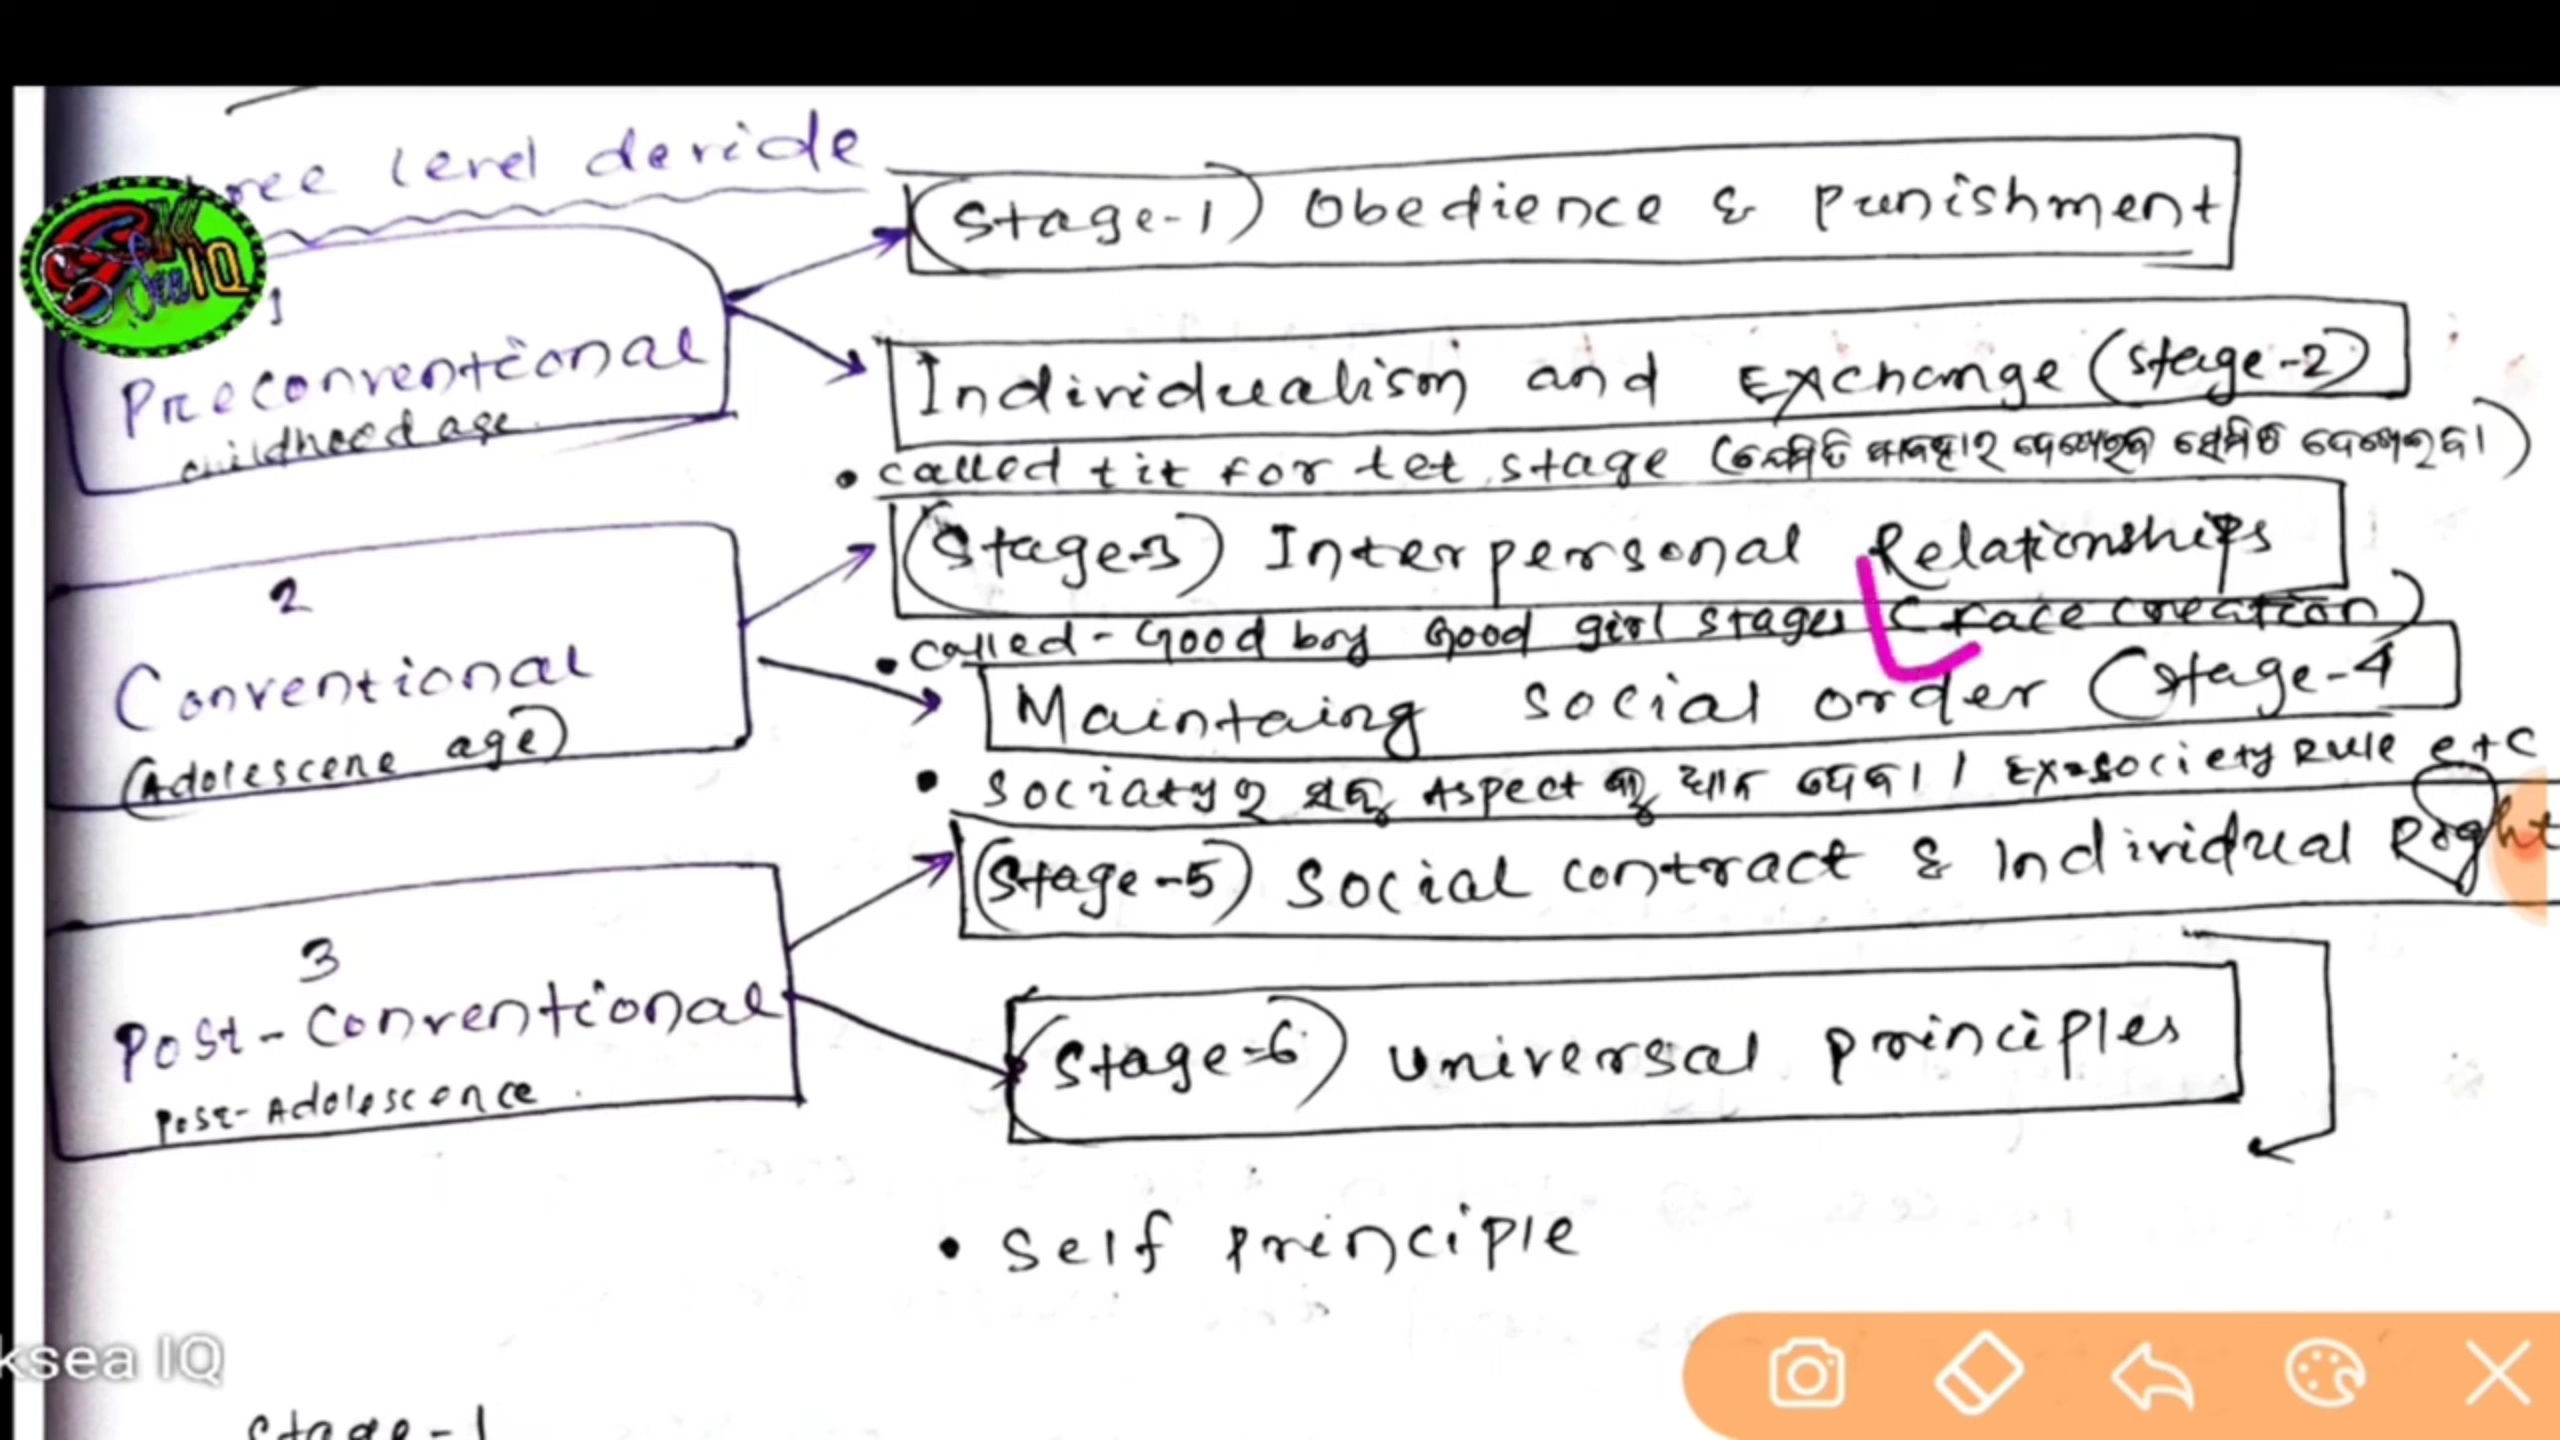 level devide
Stage-1) Obedience & Punishment
1
Preconventional
childhood age
Individualism and Exchange (stage-2)
• called tit for tet stage (
(Stage-3) Interpersonal Relationships
• called - Good boy Good girl stages (face creation)
2
Conventional
(Adolescene age)
Maintaing social order (stage-4
• sociaty ର ସବୁ Aspect କୁ ଧ୍ୟାନ ଦେବା। Ex-society Rule etc
(Stage-5) Social contract & Individual Right
3
Post-Conventional
Post-Adolescence
(Stage-6) universal principles
• Self principle
ksea IQ
stage-1